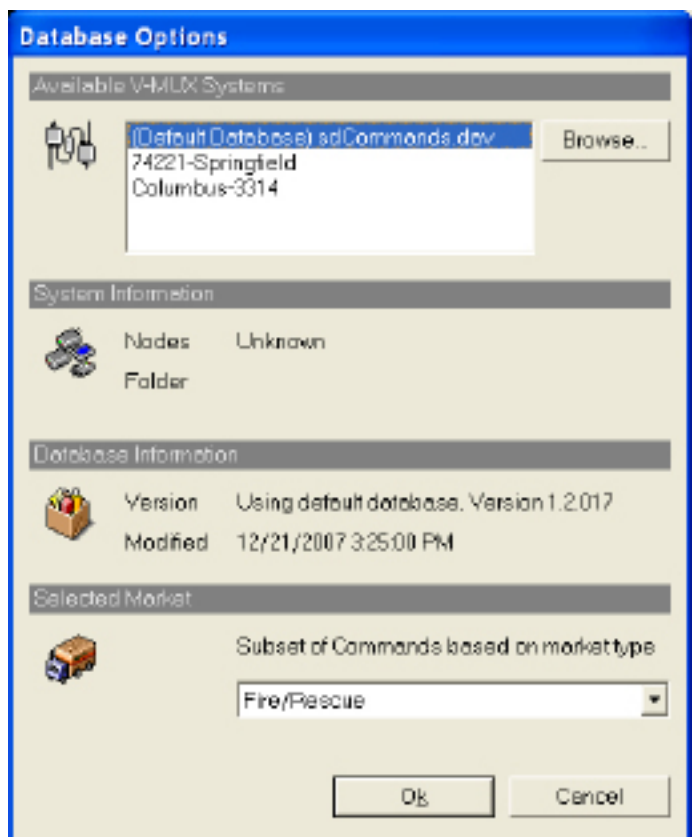 Database Options
Available V-MUX Systems
(Default Database) sdCommands.dev
Browse...
74221-Springfield
Columbus-3314
System Information
Nodes Unknown
Folder
Database Information
Version Using default database. Version 1.2.017
Modified 12/21/2007 3:25:00 PM
Selected Market
Subset of Commands based on market type
Fire/Rescue
Ok Cancel